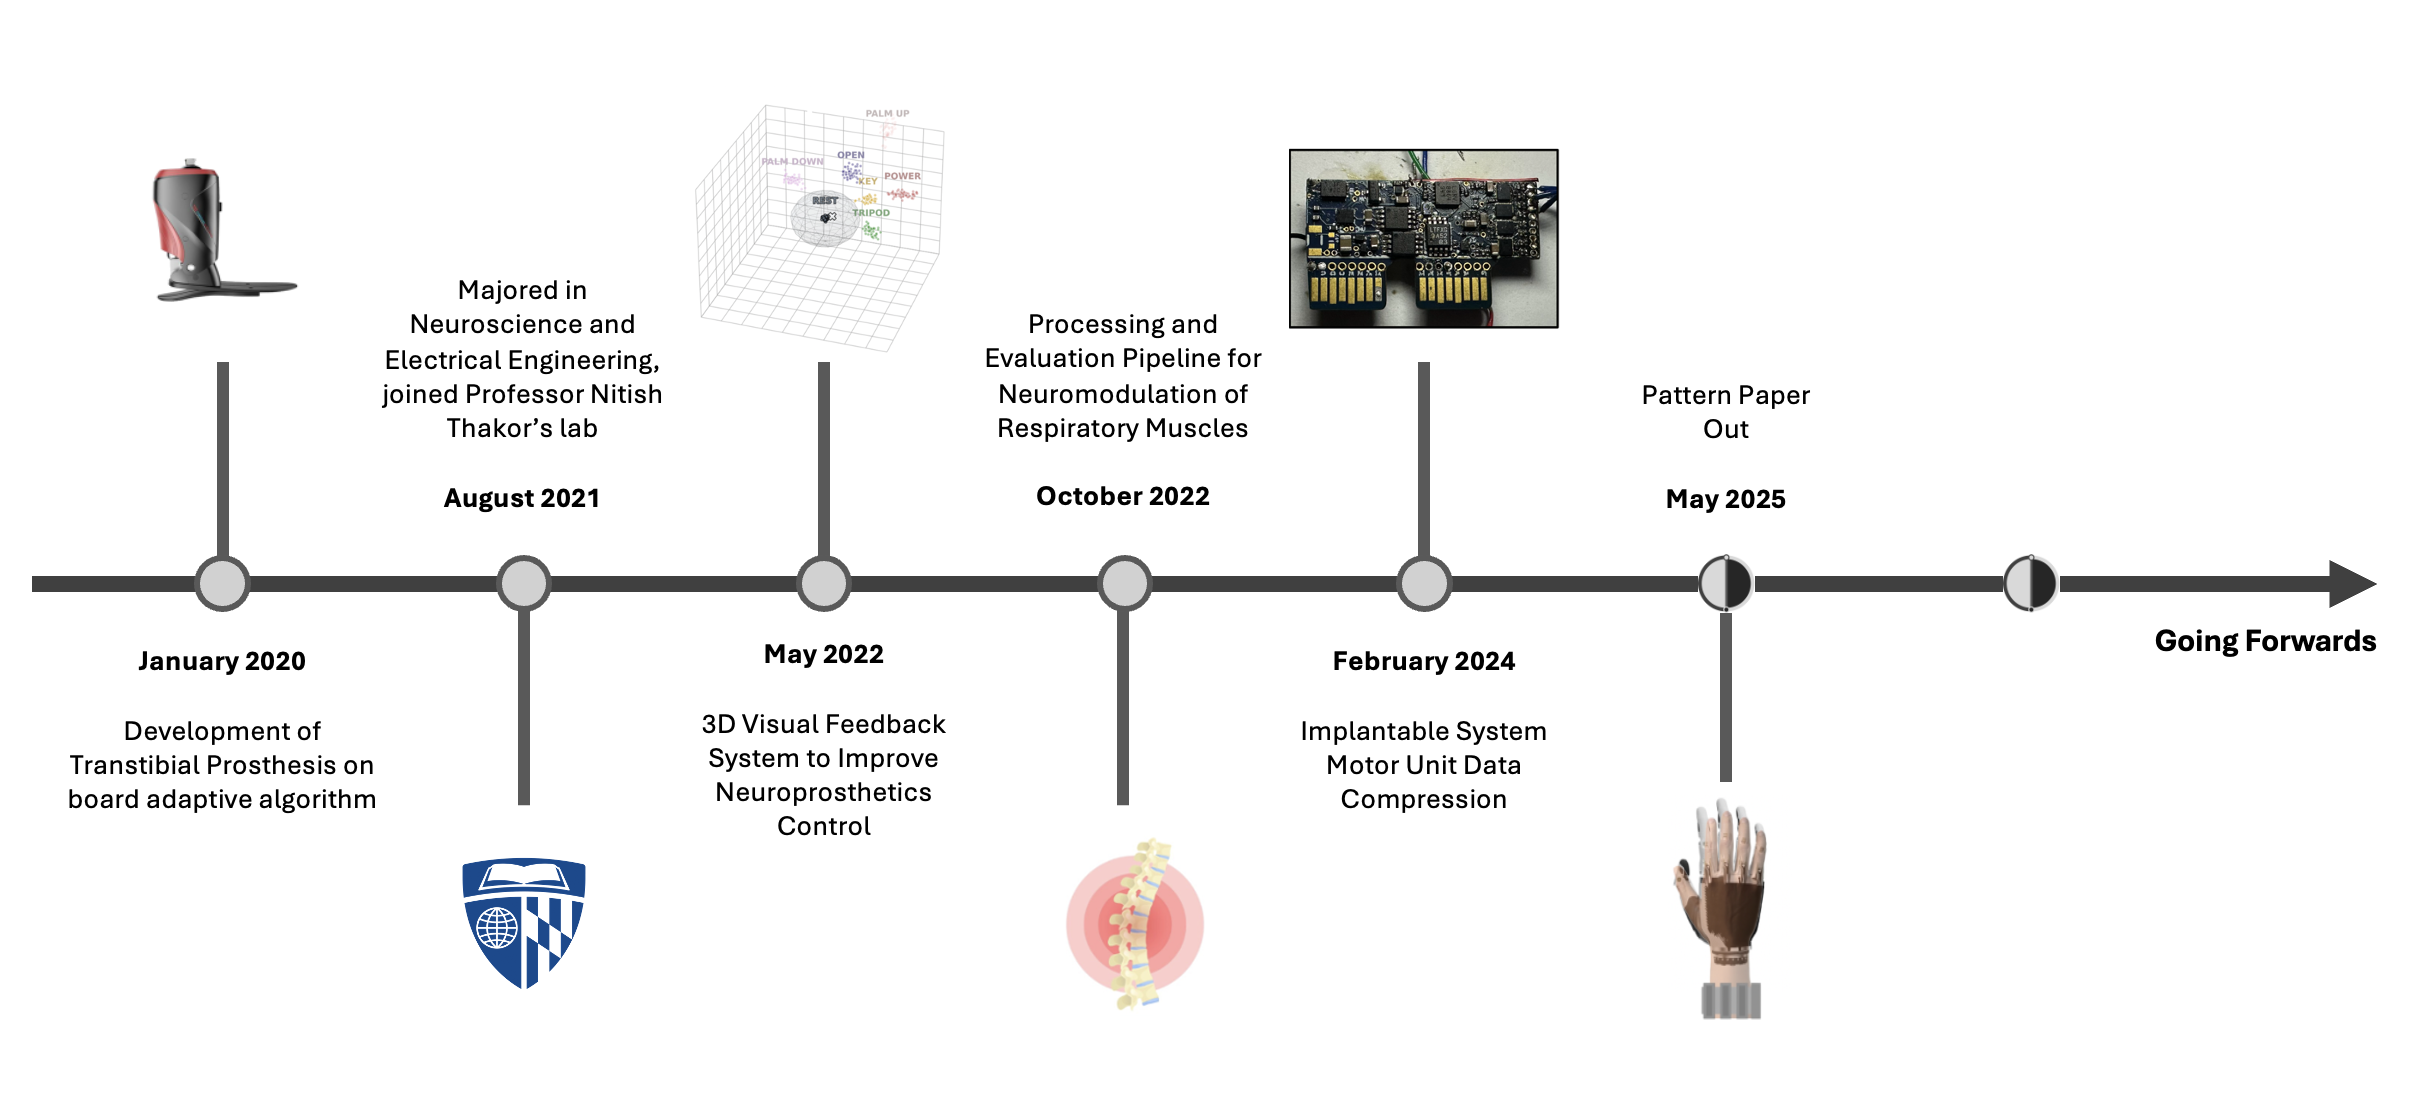 PALM UP
PALM DOWN
OPEN
KEY
POWER
REST
TRIPOD
Majored in
Neuroscience and
Electrical Engineering,
joined Professor Nitish
Thakor’s lab
August 2021
Processing and
Evaluation Pipeline for
Neuromodulation of
Respiratory Muscles
October 2022
Pattern Paper
Out
May 2025
January 2020
Development of
Transtibial Prosthesis on
board adaptive algorithm
May 2022
3D Visual Feedback
System to Improve
Neuroprosthetics
Control
February 2024
Implantable System
Motor Unit Data
Compression
Going Forwards